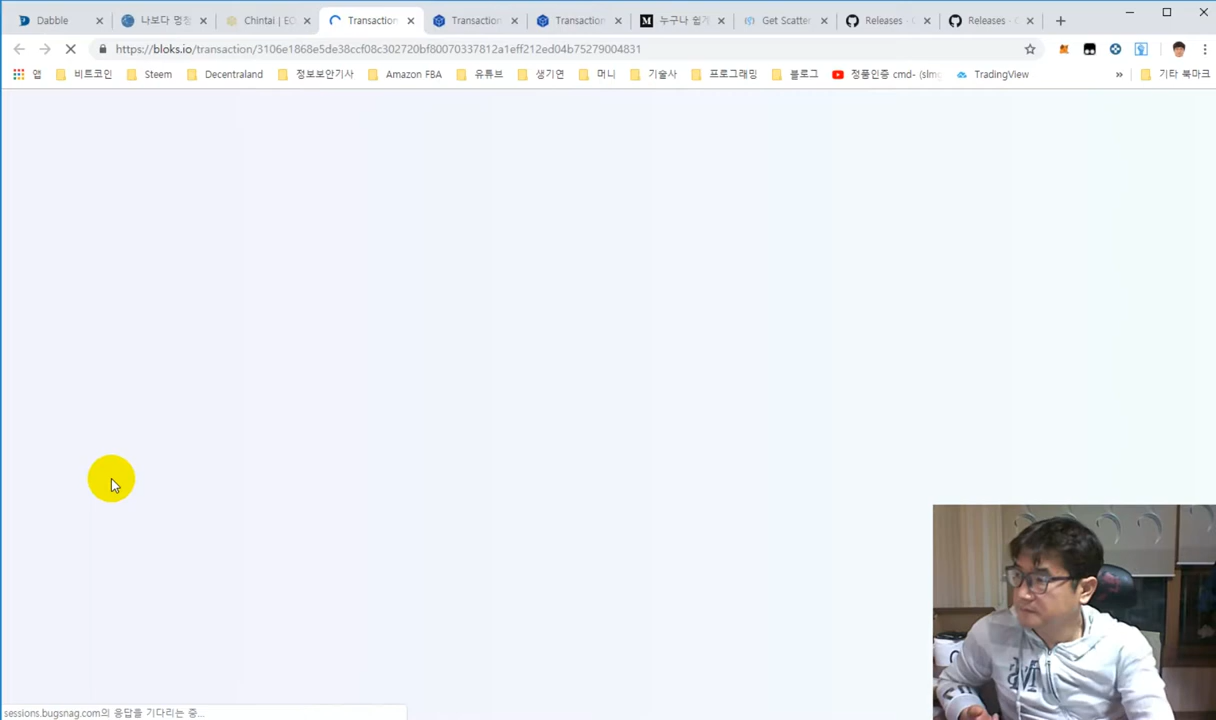 Dabble
나보다 멍청
Chintai | EO
Transaction
Transaction
Transaction
누구나 쉽게
Get Scatter
Releases -
Releases -
https://bloks.io/transaction/3106e1868e5de38ccf08c302720bf80070337812a1eff212ed04b75279004831
앱
비트코인
Steem
Decentraland
정보보안기사
Amazon FBA
유튜브
생기연
머니
기술사
프로그래밍
블로그
정품인증 cmd- (slmg
TradingView
»
기타 북마크
sessions.bugsnag.com의 응답을 기다리는 중...